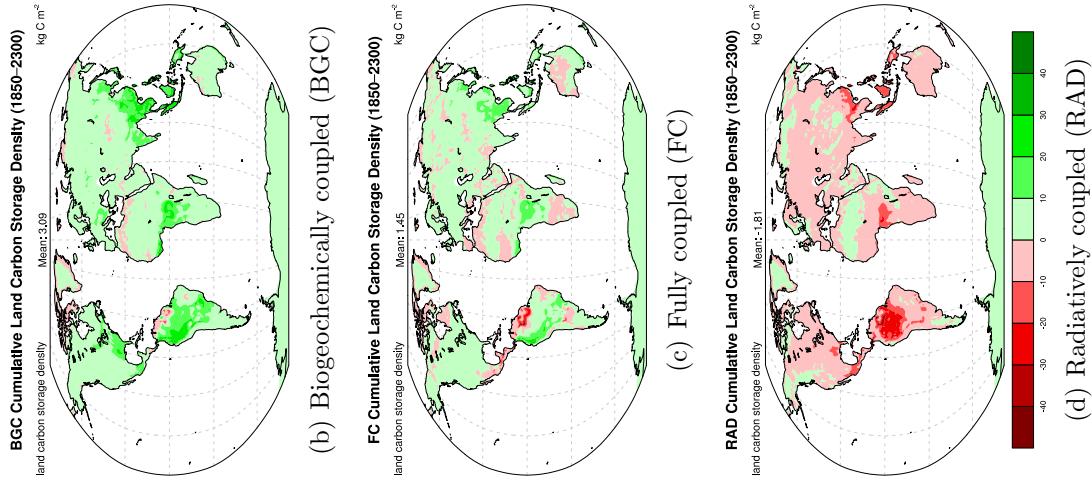 BGC Cumulative Land Carbon Storage Density (1850–2300)
land carbon storage density Mean: 3.09 kg C m⁻²
(b) Biogeochemically coupled (BGC)
FC Cumulative Land Carbon Storage Density (1850–2300)
land carbon storage density Mean: 1.45 kg C m⁻²
(c) Fully coupled (FC)
RAD Cumulative Land Carbon Storage Density (1850–2300)
land carbon storage density Mean: -1.81 kg C m⁻²
-40 -30 -20 -10 0 10 20 30 40
(d) Radiatively coupled (RAD)